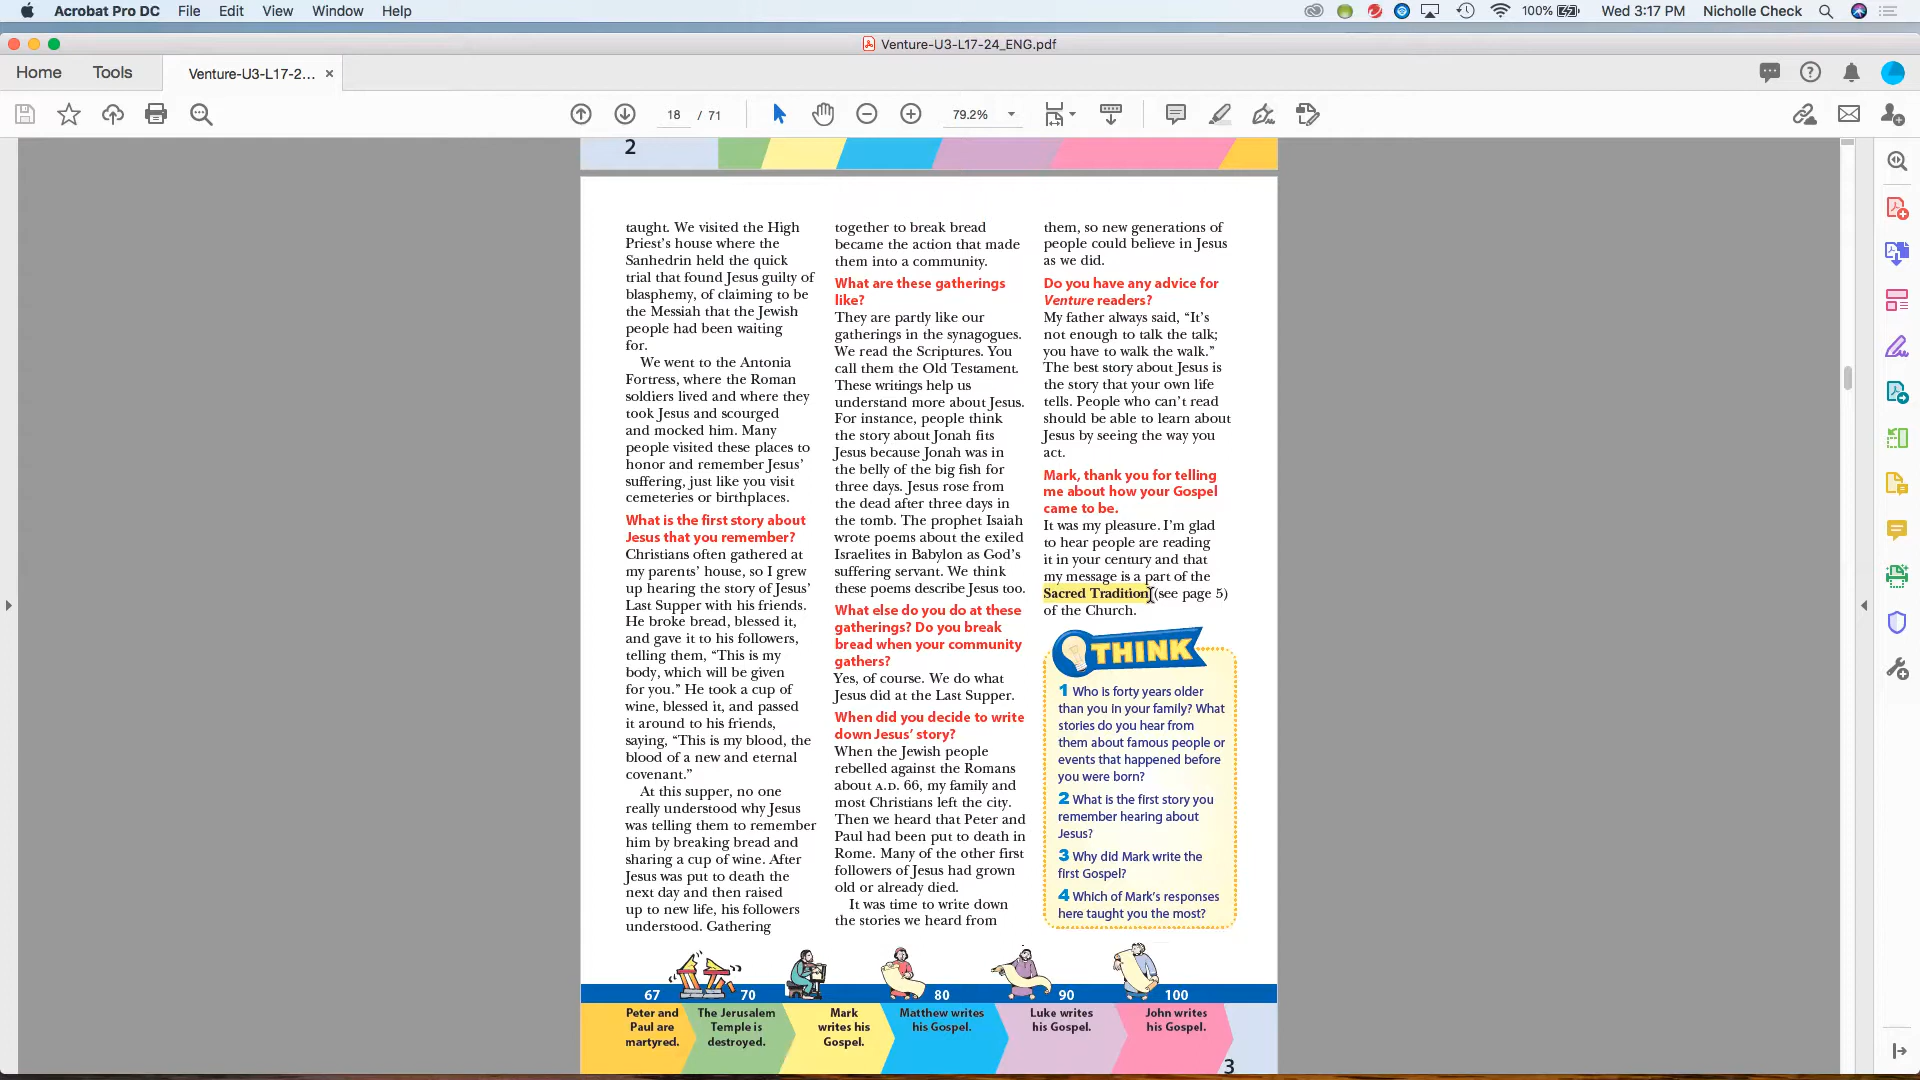 Acrobat Pro DC File Edit View Window Help 100% Wed 3:17 PM Nicholle Check
Venture-U3-L17-24_ENG.pdf
Home Tools Venture-U3-L17-2... ×
18 / 71 79.2%
2
taught. We visited the High
Priest's house where the
Sanhedrin held the quick
trial that found Jesus guilty of
blasphemy, of claiming to be
the Messiah that the Jewish
people had been waiting
for.
We went to the Antonia
Fortress, where the Roman
soldiers lived and where they
took Jesus and scourged
and mocked him. Many
people visited these places to
honor and remember Jesus'
suffering, just like you visit
cemeteries or birthplaces.
What is the first story about
Jesus that you remember?
Christians often gathered at
my parents' house, so I grew
up hearing the story of Jesus'
Last Supper with his friends.
He broke bread, blessed it,
and gave it to his followers,
telling them, "This is my
body, which will be given
for you." He took a cup of
wine, blessed it, and passed
it around to his friends,
saying, "This is my blood, the
blood of a new and eternal
covenant."
At this supper, no one
really understood why Jesus
was telling them to remember
him by breaking bread and
sharing a cup of wine. After
Jesus was put to death the
next day and then raised
up to new life, his followers
understood. Gathering
together to break bread
became the action that made
them into a community.
What are these gatherings
like?
They are partly like our
gatherings in the synagogues.
We read the Scriptures. You
call them the Old Testament.
These writings help us
understand more about Jesus.
For instance, people think
the story about Jonah fits
Jesus because Jonah was in
the belly of the big fish for
three days. Jesus rose from
the dead after three days in
the tomb. The prophet Isaiah
wrote poems about the exiled
Israelites in Babylon as God's
suffering servant. We think
these poems describe Jesus too.
What else do you do at these
gatherings? Do you break
bread when your community
gathers?
Yes, of course. We do what
Jesus did at the Last Supper.
When did you decide to write
down Jesus' story?
When the Jewish people
rebelled against the Romans
about A.D. 66, my family and
most Christians left the city.
Then we heard that Peter and
Paul had been put to death in
Rome. Many of the other first
followers of Jesus had grown
old or already died.
It was time to write down
the stories we heard from
them, so new generations of
people could believe in Jesus
as we did.
Do you have any advice for
Venture readers?
My father always said, "It's
not enough to talk the talk;
you have to walk the walk."
The best story about Jesus is
the story that your own life
tells. People who can't read
should be able to learn about
Jesus by seeing the way you
act.
Mark, thank you for telling
me about how your Gospel
came to be.
It was my pleasure. I'm glad
to hear people are reading
it in your century and that
my message is a part of the
Sacred Tradition (see page 5)
of the Church.
THINK
1 Who is forty years older
than you in your family? What
stories do you hear from
them about famous people or
events that happened before
you were born?
2 What is the first story you
remember hearing about
Jesus?
3 Why did Mark write the
first Gospel?
4 Which of Mark's responses
here taught you the most?
67 70 80 90 100
Peter and
Paul are
martyred.
The Jerusalem
Temple is
destroyed.
Mark
writes his
Gospel.
Matthew writes
his Gospel.
Luke writes
his Gospel.
John writes
his Gospel.
3